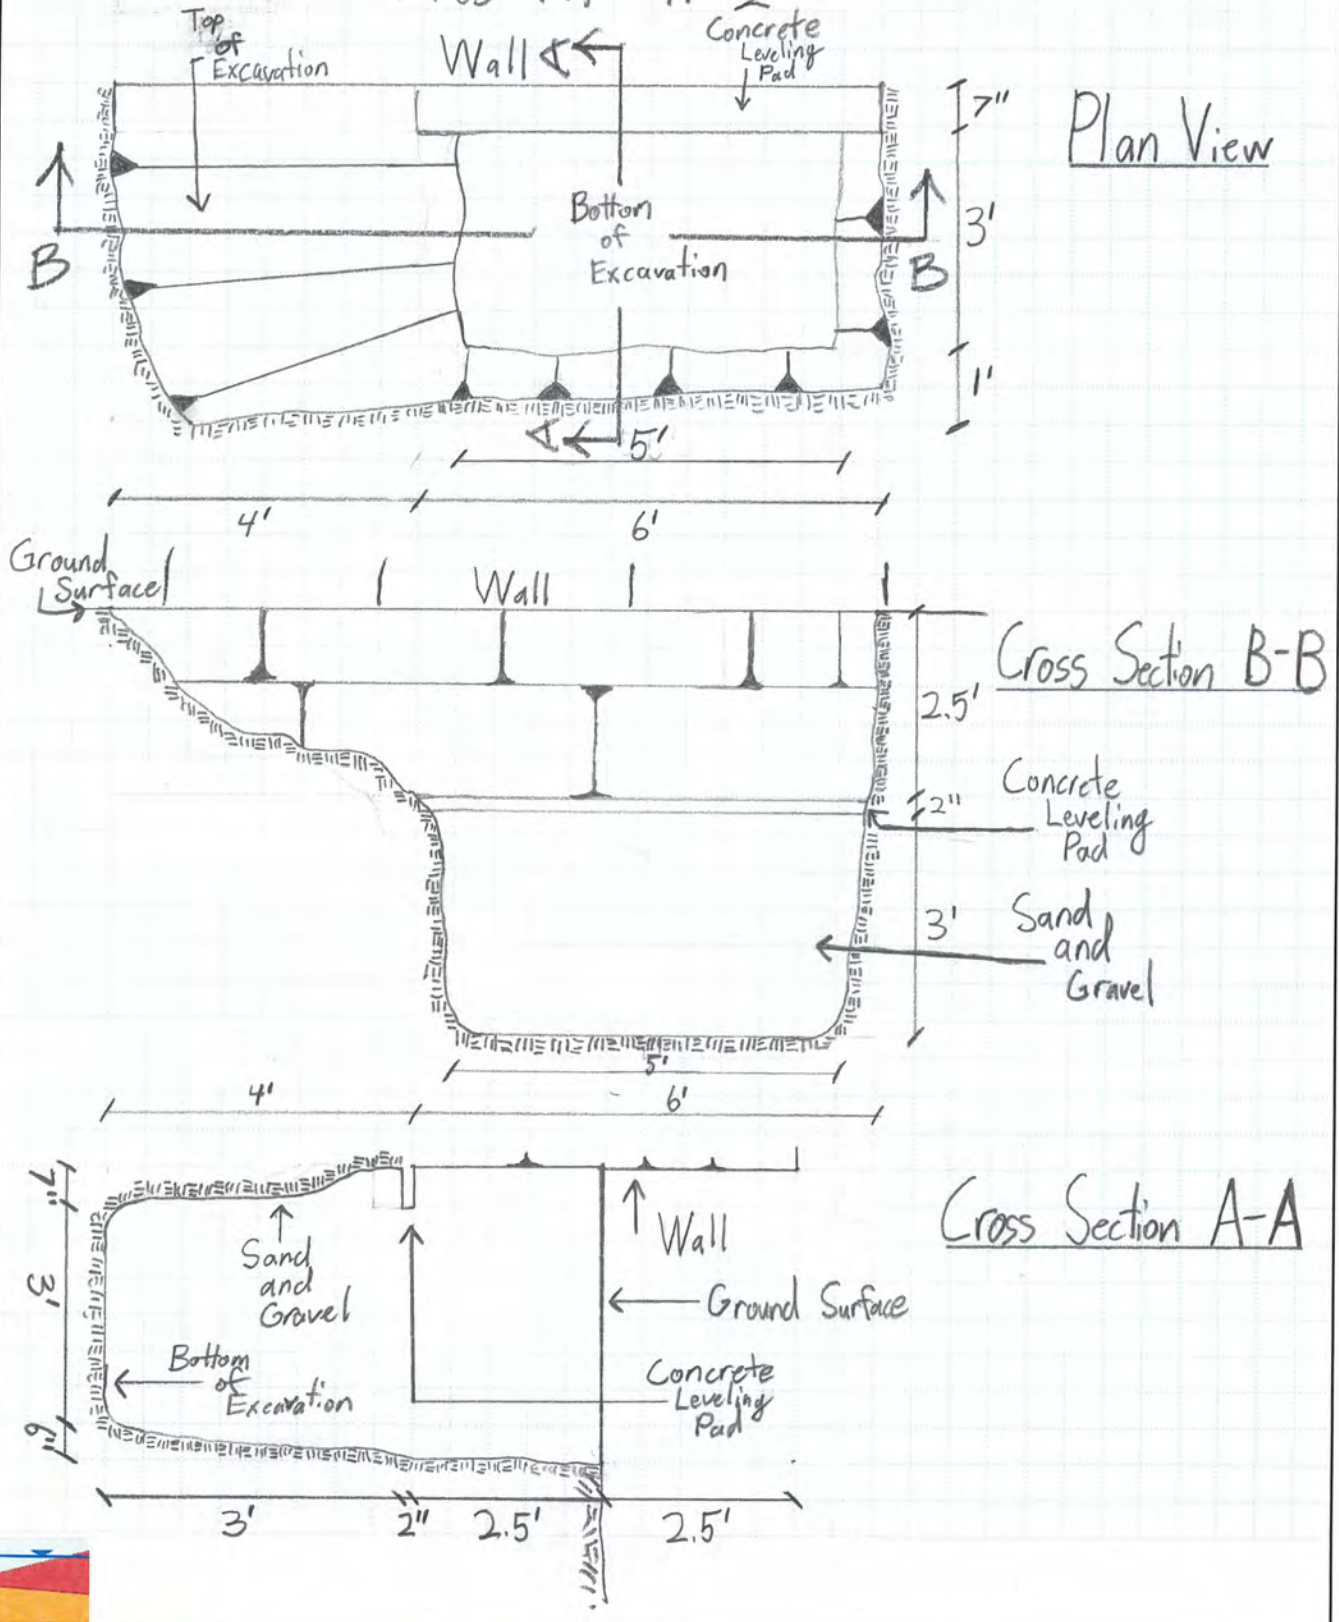 Top
of
Excavation
Wall
A
Concrete
Leveling
Pad
7"
Plan View
B
Bottom
of
Excavation
3'
B
1'
A
5'
4'
6'
Ground
Surface
Wall
Cross Section B-B
2.5'
2"
Concrete
Leveling
Pad
3'
Sand
and
Gravel
5'
4'
6'
7"
Cross Section A-A
Wall
Sand
and
Gravel
3'
Ground Surface
Bottom
of
Excavation
Concrete
Leveling
Pad
6"
3'
2"
2.5'
2.5'